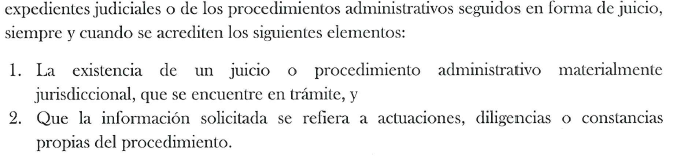 expedientes judiciales o de los procedimientos administrativos seguidos en forma de juicio,
siempre y cuando se acrediten los siguientes elementos:
1. La existencia de un juicio o procedimiento administrativo materialmente
jurisdiccional, que se encuentre en trámite, y
2. Que la información solicitada se refiera a actuaciones, diligencias o constancias
propias del procedimiento.